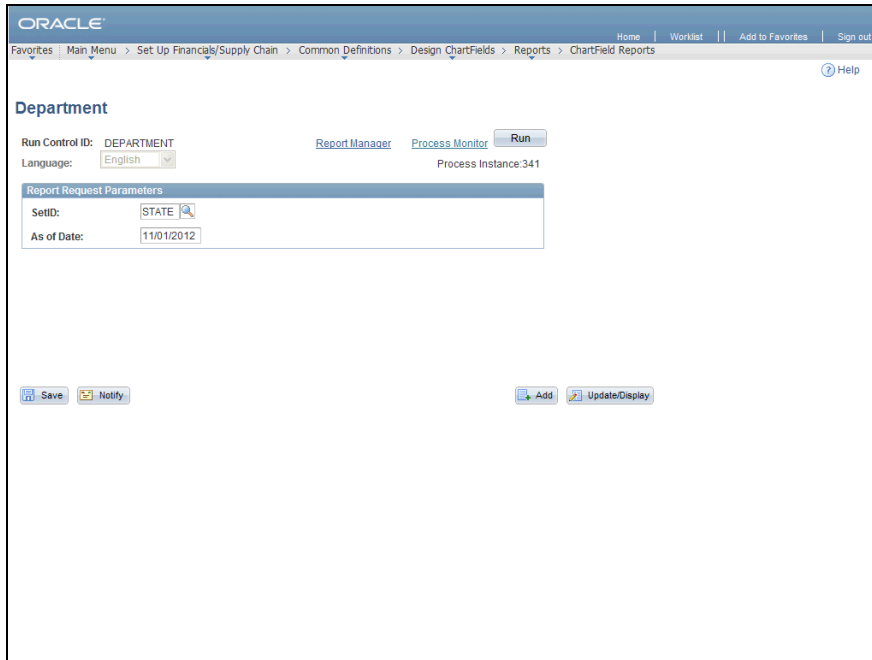 ORACLE
Home | Worklist || Add to Favorites | Sign out
Favorites Main Menu > Set Up Financials/Supply Chain > Common Definitions > Design ChartFields > Reports > ChartField Reports
? Help
Department
Run Control ID: DEPARTMENT Report Manager Process Monitor Run
Language: English Process Instance:341
Report Request Parameters
SetID: STATE
As of Date: 11/01/2012
Save Notify Add Update/Display